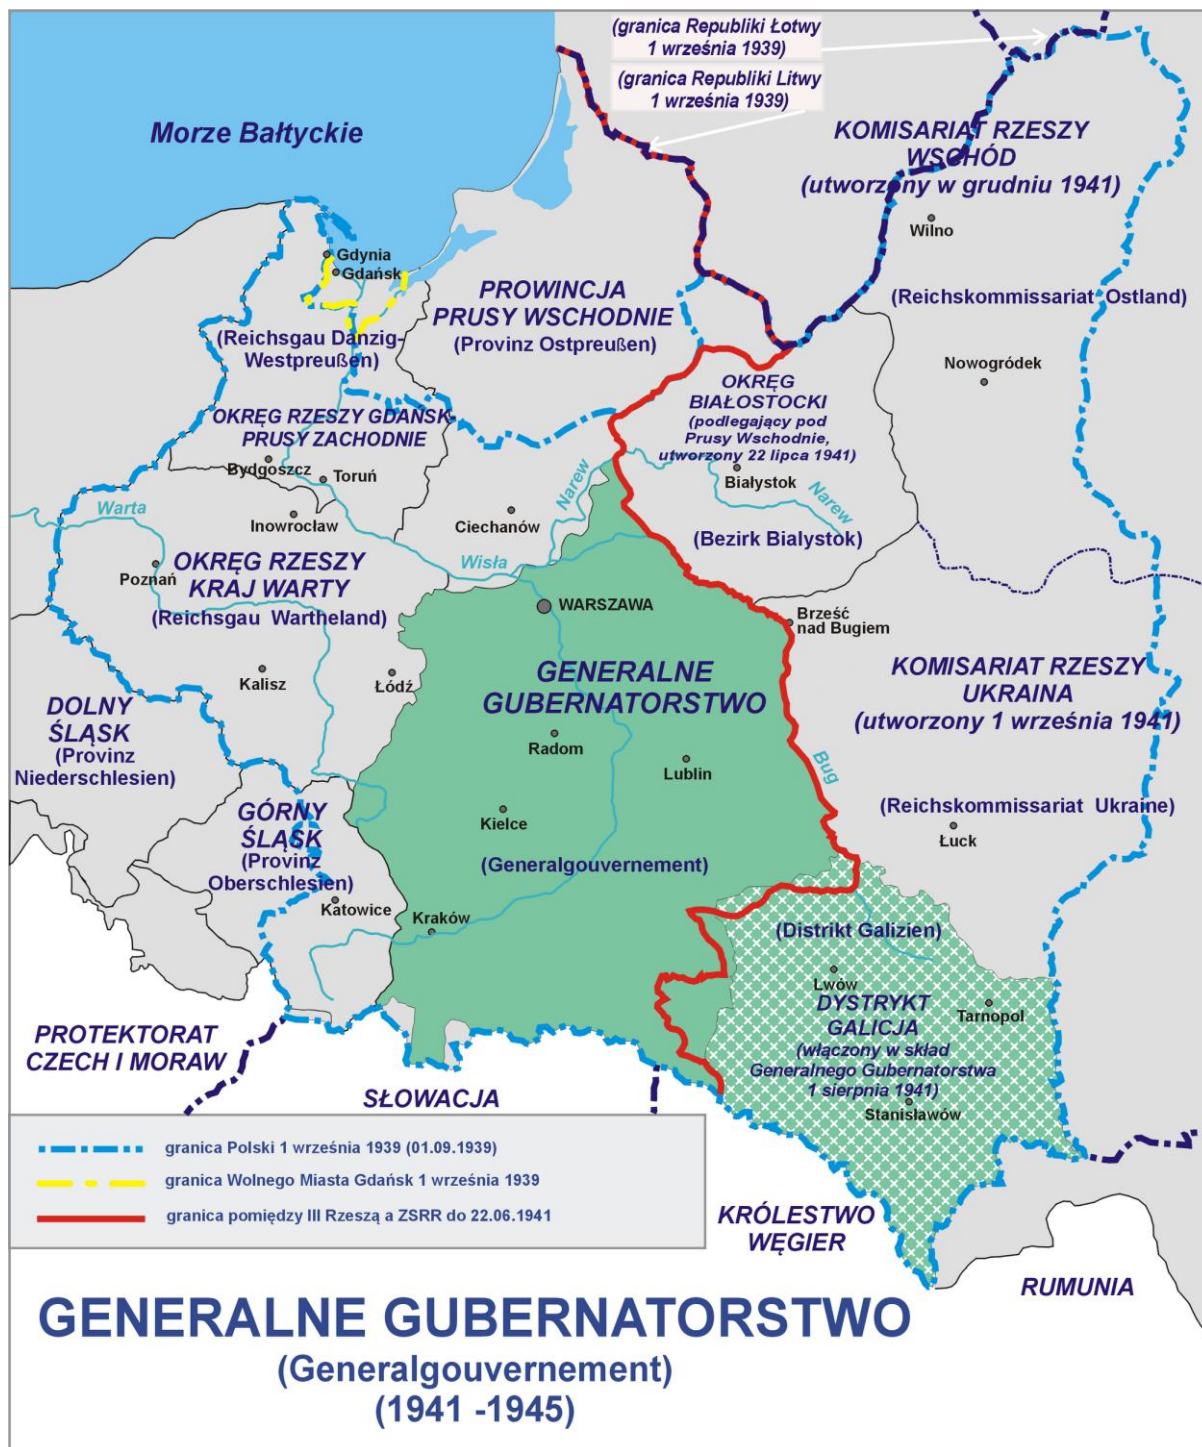 (granica Republiki Łotwy
1 września 1939)
(granica Republiki Litwy
1 września 1939)
Morze Bałtyckie
KOMISARIAT RZESZY
WSCHÓD
(utworzony w grudniu 1941)
Wilno
(Reichskommissariat Ostland)
Nowogródek
Gdynia
Gdańsk
PROWINCJA
PRUSY WSCHODNIE
(Provinz Ostpreußen)
(Reichsgau Danzig-
Westpreußen)
OKRĘG RZESZY GDAŃSK-
PRUSY ZACHODNIE
OKRĘG
BIAŁOSTOCKI
(podlegający pod
Prusy Wschodnie,
utworzony 22 lipca 1941)
Białystok
Narew
Narew
(Bezirk Bialystok)
Bydgoszcz
Toruń
Inowrocław
Ciechanów
Warta
Wisła
Poznań
OKRĘG RZESZY
KRAJ WARTY
(Reichsgau Wartheland)
WARSZAWA
Brześć
nad Bugiem
Kalisz
Łódź
GENERALNE
GUBERNATORSTWO
KOMISARIAT RZESZY
UKRAINA
(utworzony 1 września 1941)
DOLNY
ŚLĄSK
(Provinz
Niederschlesien)
Radom
Lublin
Bug
(Reichskommissariat Ukraine)
Łuck
GÓRNY
ŚLĄSK
(Provinz
Oberschlesien)
Kielce
(Generalgouvernement)
Katowice
Kraków
(Distrikt Galizien)
Lwów
DYSTRYKT
GALICJA
(włączony w skład
Generalnego Gubernatorstwa
1 sierpnia 1941)
Tarnopol
Stanisławów
PROTEKTORAT
CZECH I MORAW
SŁOWACJA
KRÓLESTWO
WĘGIER
RUMUNIA
granica Polski 1 września 1939 (01.09.1939)
granica Wolnego Miasta Gdańsk 1 września 1939
granica pomiędzy III Rzeszą a ZSRR do 22.06.1941
GENERALNE GUBERNATORSTWO
(Generalgouvernement)
(1941 -1945)